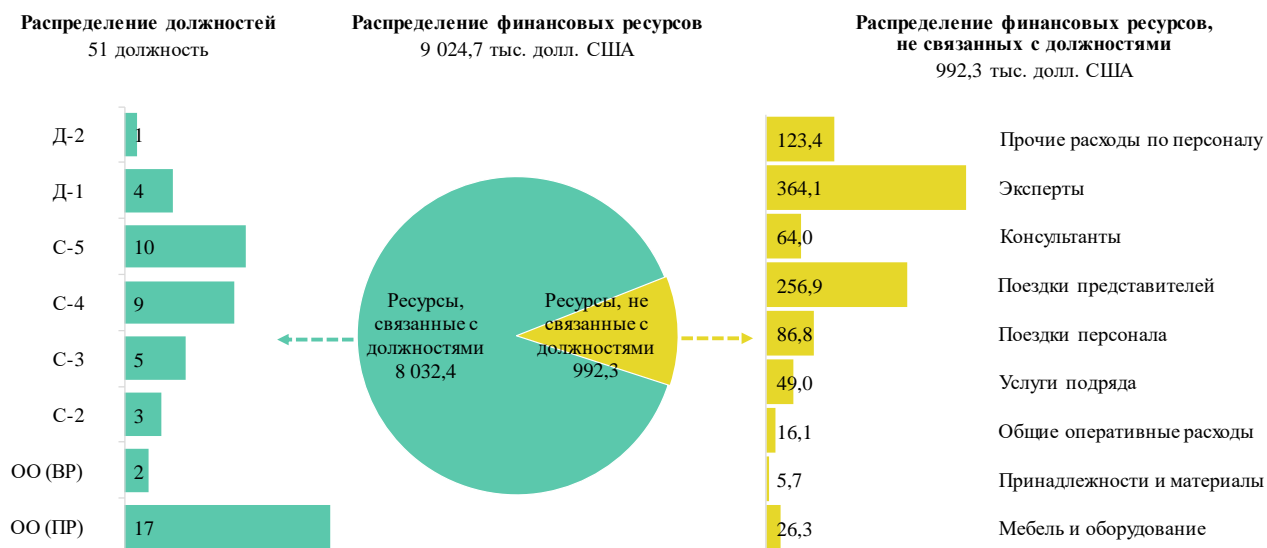 Распределение должностей
51 должность
Распределение финансовых ресурсов
9 024,7 тыс. долл. США
Распределение финансовых ресурсов,
не связанных с должностями
992,3 тыс. долл. США
Д-2
1
Д-1
4
С-5
10
С-4
9
С-3
5
С-2
3
ОО (ВР)
2
ОО (ПР)
17
Ресурсы,
связанные с
должностями
8 032,4
Ресурсы, не
связанные с
должностями
992,3
123,4
Прочие расходы по персоналу
364,1
Эксперты
64,0
Консультанты
256,9
Поездки представителей
86,8
Поездки персонала
49,0
Услуги подряда
16,1
Общие оперативные расходы
5,7
Принадлежности и материалы
26,3
Мебель и оборудование